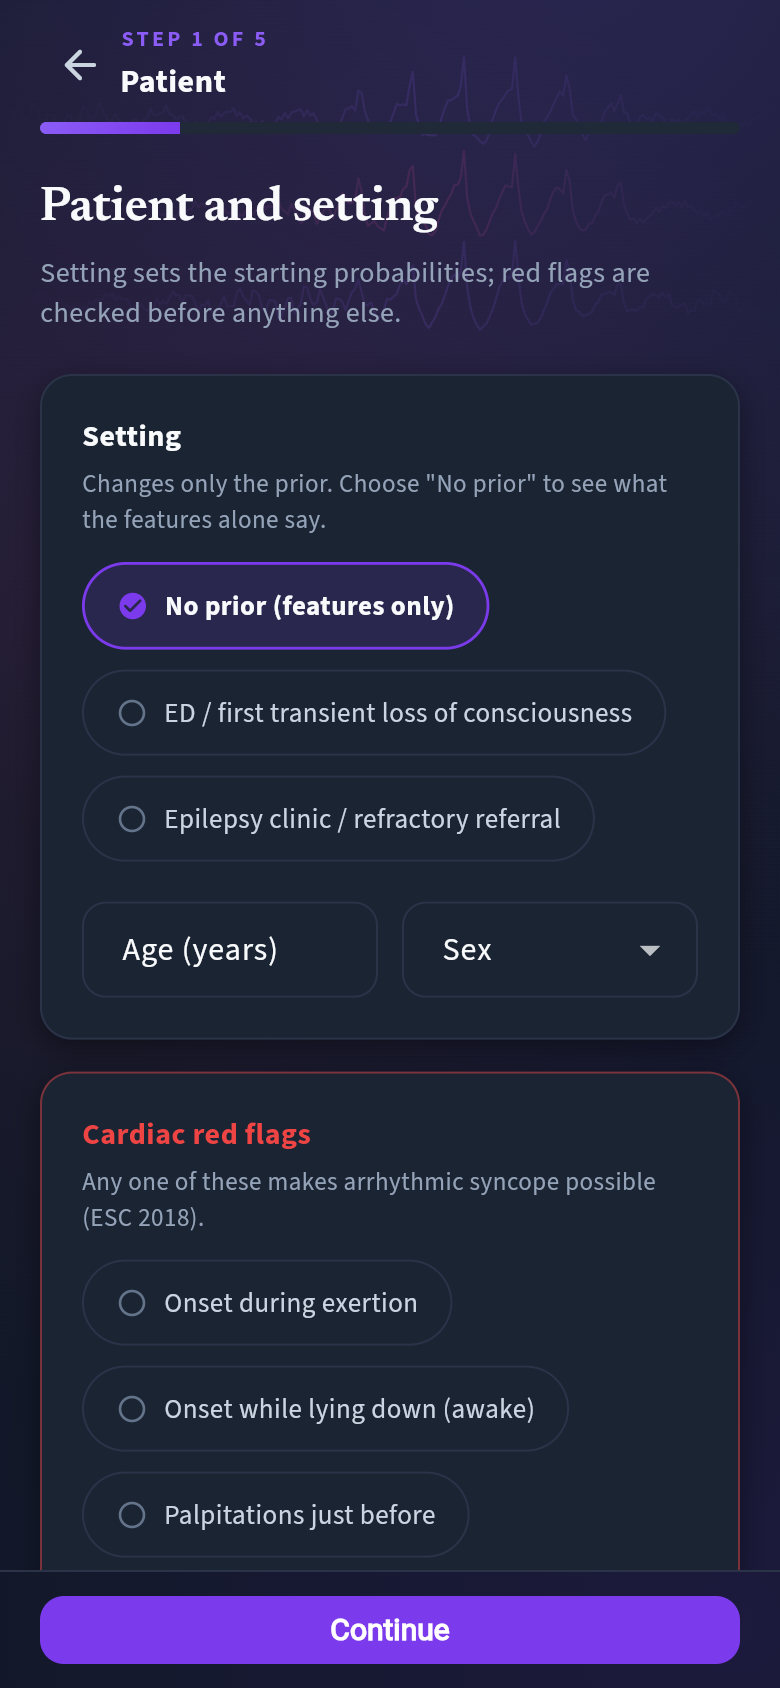 STEP 1 OF 5
Patient
Patient and setting
Setting sets the starting probabilities; red flags are
checked before anything else.
Setting
Changes only the prior. Choose "No prior" to see what
the features alone say.
No prior (features only)
ED / first transient loss of consciousness
Epilepsy clinic / refractory referral
Age (years)
Sex
Cardiac red flags
Any one of these makes arrhythmic syncope possible
(ESC 2018).
Onset during exertion
Onset while lying down (awake)
Palpitations just before
Continue